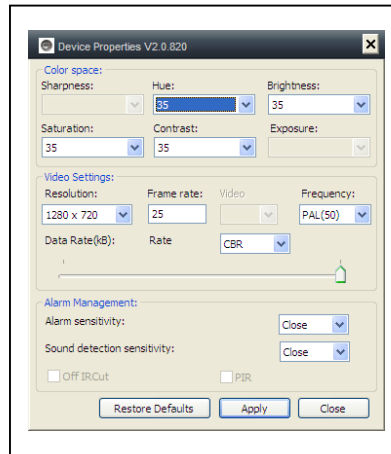 Device Properties V2.0.820
Color space:
Sharpness: Hue: Brightness:
35 35
Saturation: Contrast: Exposure:
35 35
Video Settings:
Resolution: Frame rate: Video Frequency:
1280 x 720 25 PAL(50)
Data Rate(kB): Rate CBR
Alarm Management:
Alarm sensitivity: Close
Sound detection sensitivity: Close
Off IRCut PIR
Restore Defaults Apply Close